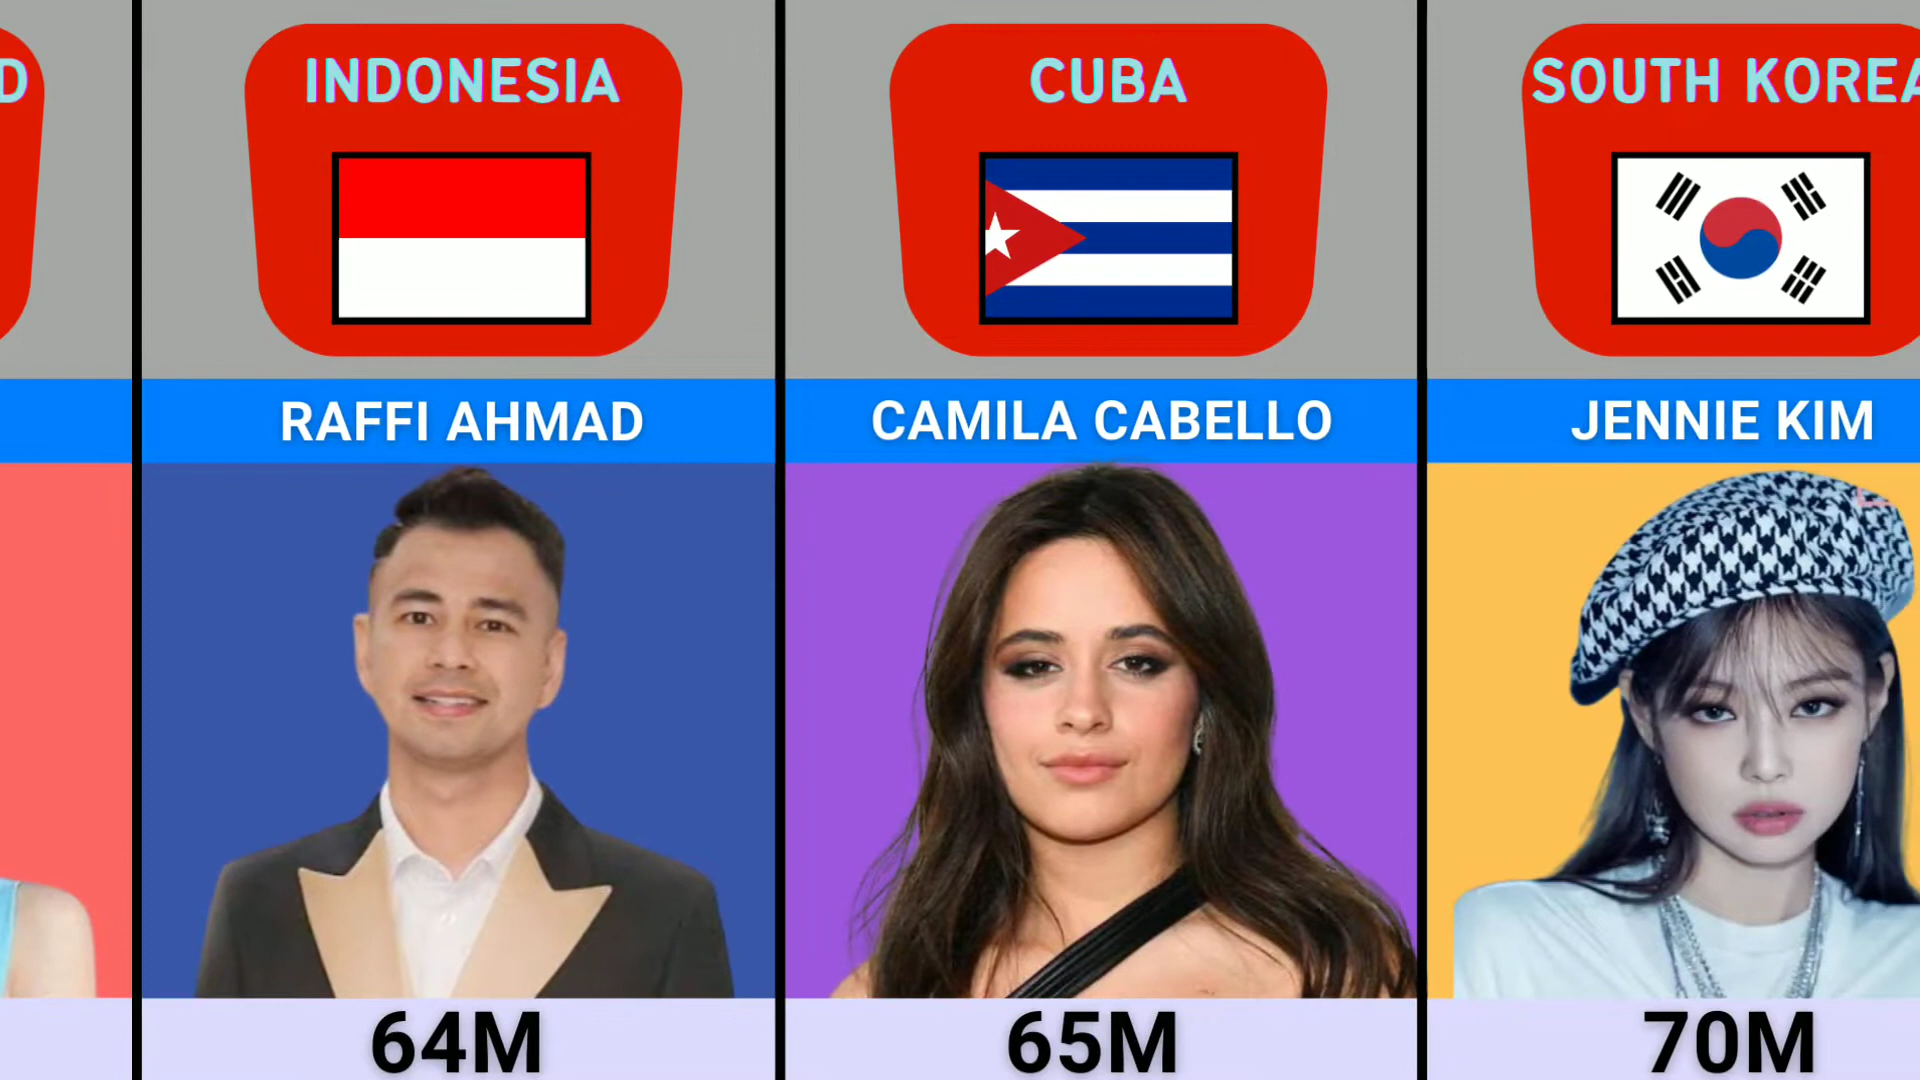 D
INDONESIA
CUBA
SOUTH KOREA
RAFFI AHMAD
CAMILA CABELLO
JENNIE KIM
64M
65M
70M